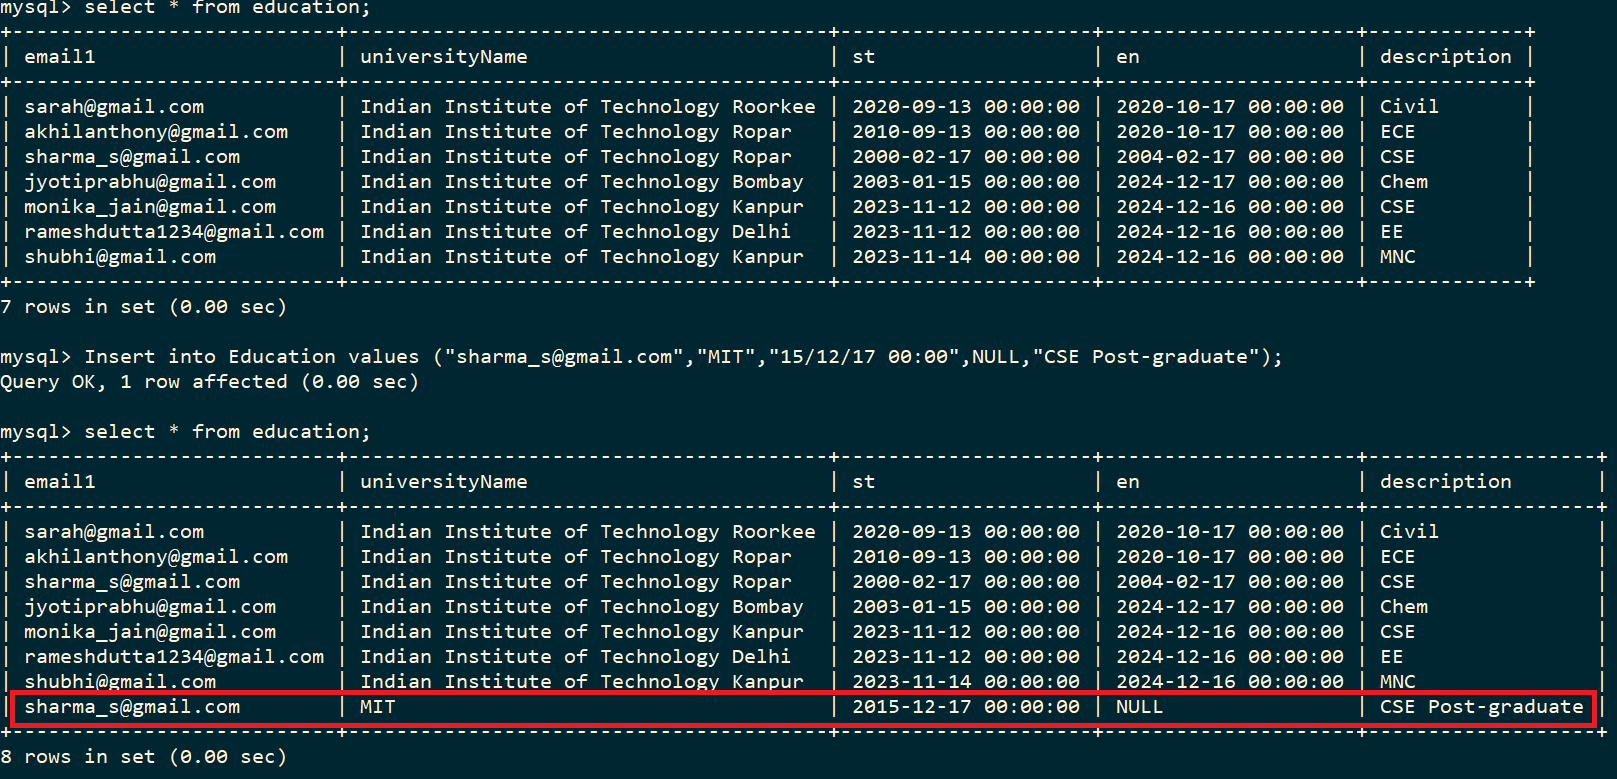 mysql> select * from education;
+---------------------------+----------------------------------------+---------------------+---------------------+-------------+
| email1                    | universityName                         | st                  | en                  | description |
+---------------------------+----------------------------------------+---------------------+---------------------+-------------+
| sarah@gmail.com           | Indian Institute of Technology Roorkee | 2020-09-13 00:00:00 | 2020-10-17 00:00:00 | Civil       |
| akhilanthony@gmail.com    | Indian Institute of Technology Ropar   | 2010-09-13 00:00:00 | 2020-10-17 00:00:00 | ECE         |
| sharma_s@gmail.com        | Indian Institute of Technology Ropar   | 2000-02-17 00:00:00 | 2004-02-17 00:00:00 | CSE         |
| jyotiprabhu@gmail.com     | Indian Institute of Technology Bombay  | 2003-01-15 00:00:00 | 2024-12-17 00:00:00 | Chem        |
| monika_jain@gmail.com     | Indian Institute of Technology Kanpur  | 2023-11-12 00:00:00 | 2024-12-16 00:00:00 | CSE         |
| rameshdutta1234@gmail.com | Indian Institute of Technology Delhi   | 2023-11-12 00:00:00 | 2024-12-16 00:00:00 | EE          |
| shubhi@gmail.com          | Indian Institute of Technology Kanpur  | 2023-11-14 00:00:00 | 2024-12-16 00:00:00 | MNC         |
+---------------------------+----------------------------------------+---------------------+---------------------+-------------+
7 rows in set (0.00 sec)

mysql> Insert into Education values ("sharma_s@gmail.com","MIT","15/12/17 00:00",NULL,"CSE Post-graduate");
Query OK, 1 row affected (0.00 sec)

mysql> select * from education;
+---------------------------+----------------------------------------+---------------------+---------------------+-------------------+
| email1                    | universityName                         | st                  | en                  | description       |
+---------------------------+----------------------------------------+---------------------+---------------------+-------------------+
| sarah@gmail.com           | Indian Institute of Technology Roorkee | 2020-09-13 00:00:00 | 2020-10-17 00:00:00 | Civil             |
| akhilanthony@gmail.com    | Indian Institute of Technology Ropar   | 2010-09-13 00:00:00 | 2020-10-17 00:00:00 | ECE               |
| sharma_s@gmail.com        | Indian Institute of Technology Ropar   | 2000-02-17 00:00:00 | 2004-02-17 00:00:00 | CSE               |
| jyotiprabhu@gmail.com     | Indian Institute of Technology Bombay  | 2003-01-15 00:00:00 | 2024-12-17 00:00:00 | Chem              |
| monika_jain@gmail.com     | Indian Institute of Technology Kanpur  | 2023-11-12 00:00:00 | 2024-12-16 00:00:00 | CSE               |
| rameshdutta1234@gmail.com | Indian Institute of Technology Delhi   | 2023-11-12 00:00:00 | 2024-12-16 00:00:00 | EE                |
| shubhi@gmail.com          | Indian Institute of Technology Kanpur  | 2023-11-14 00:00:00 | 2024-12-16 00:00:00 | MNC               |
| sharma_s@gmail.com        | MIT                                    | 2015-12-17 00:00:00 | NULL                | CSE Post-graduate |
+---------------------------+----------------------------------------+---------------------+---------------------+-------------------+
8 rows in set (0.00 sec)